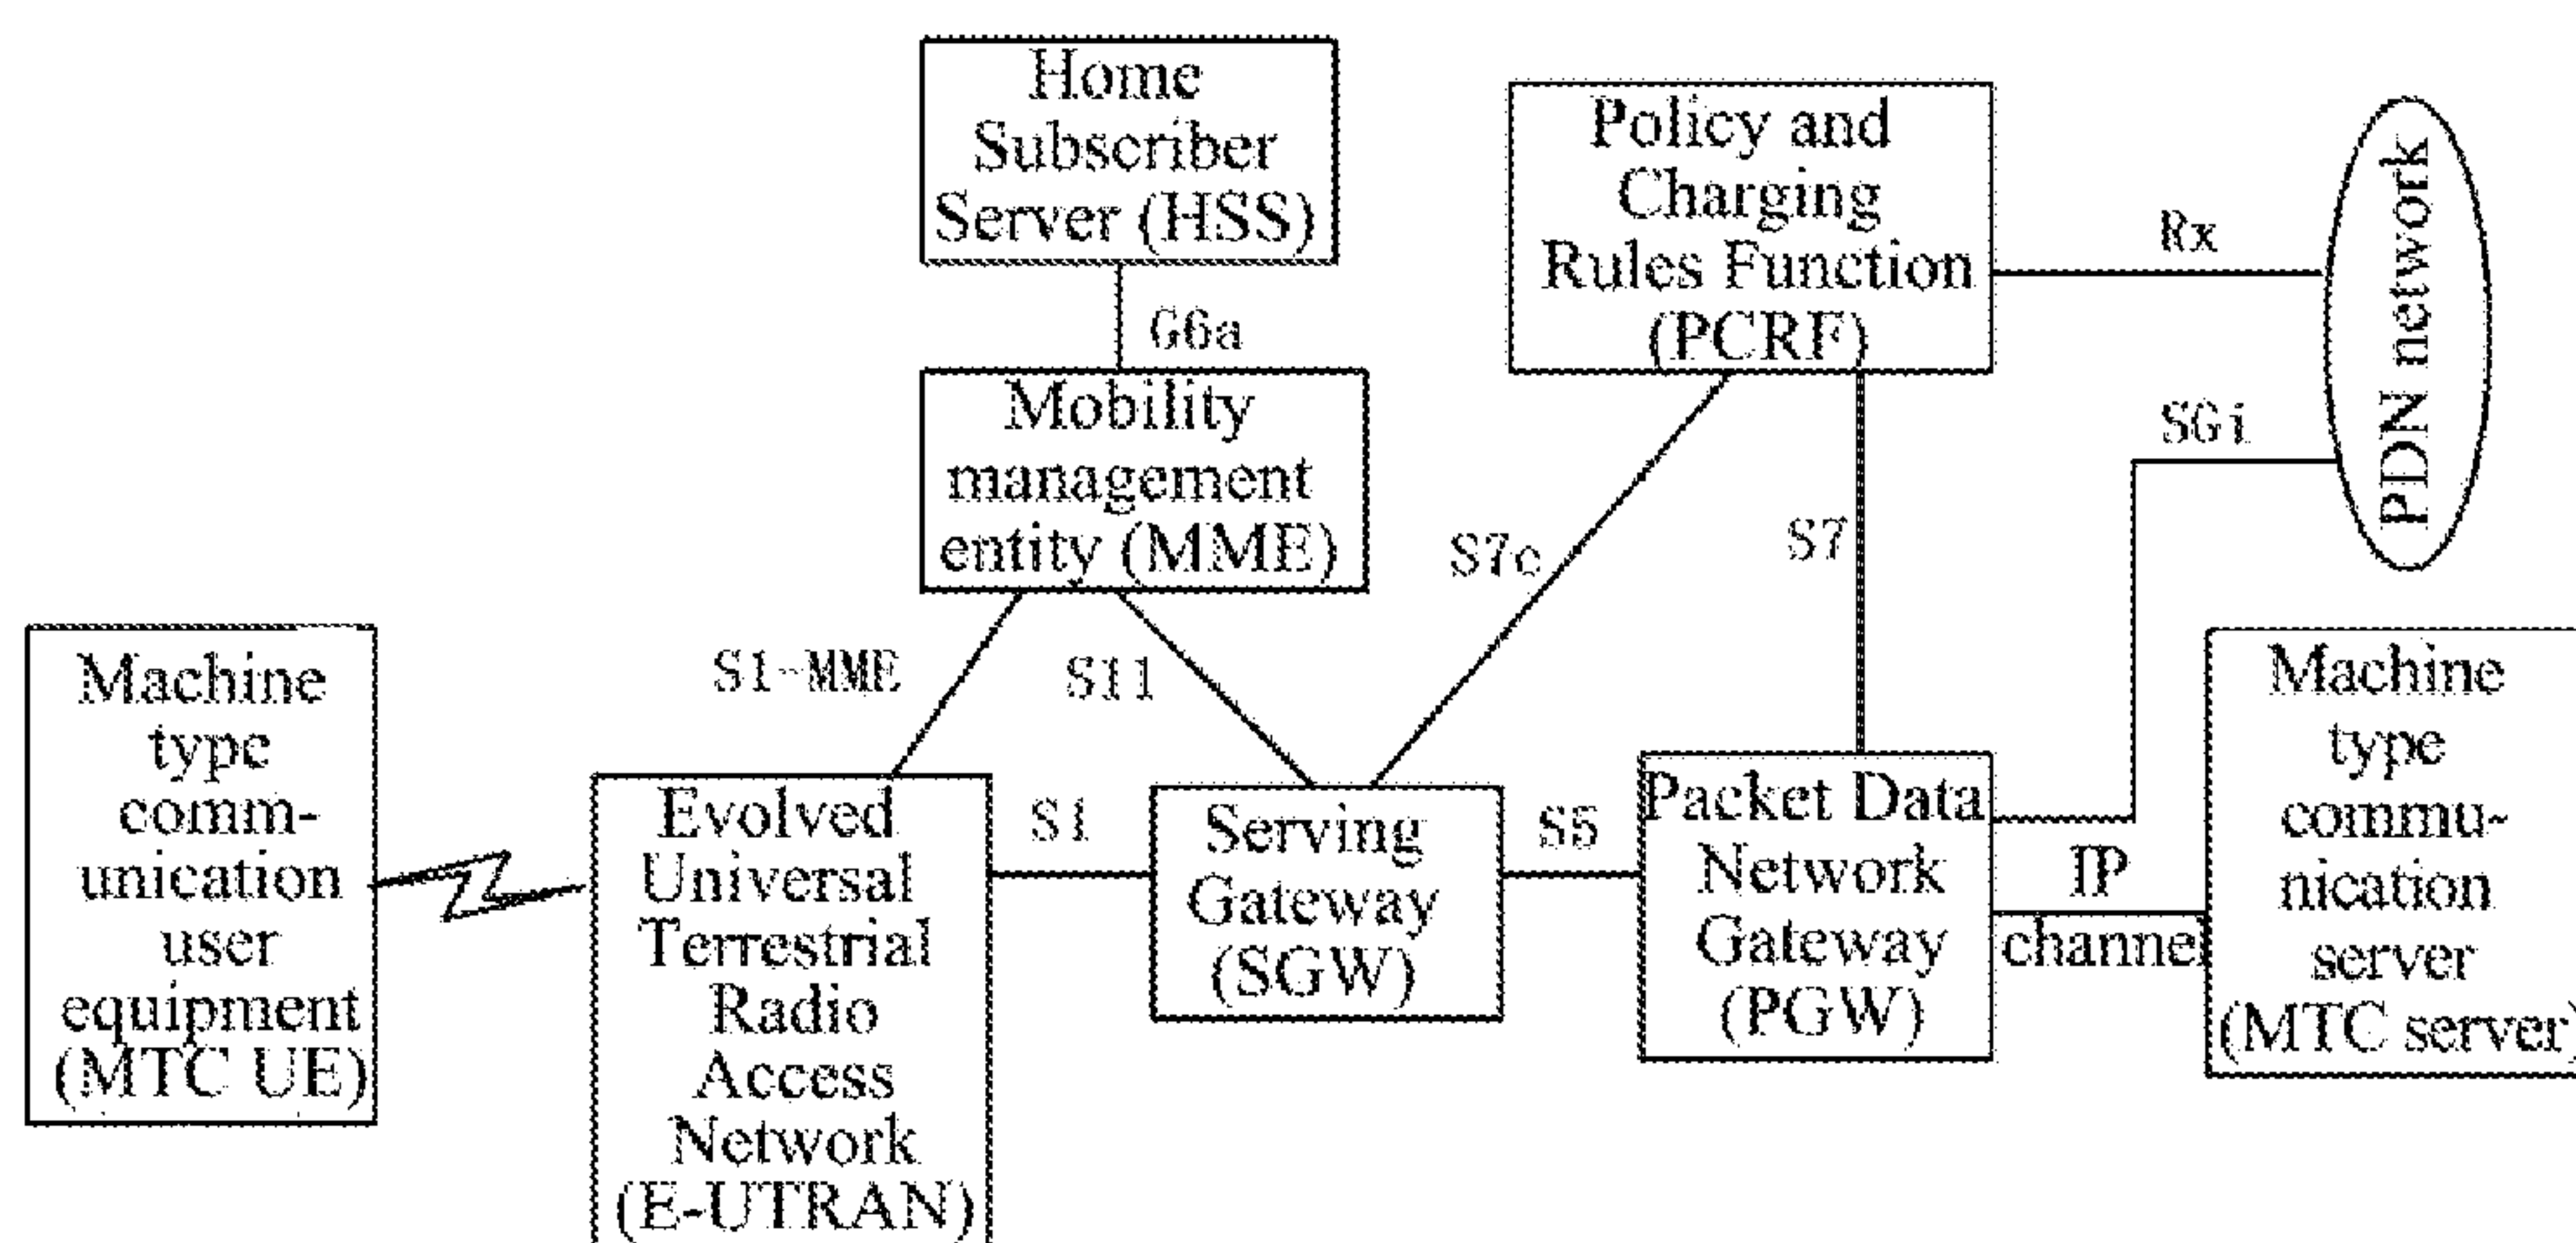 Home
Subscriber
Server (HSS)
G6a
Mobility
management
entity (MME)
Policy and
Charging
Rules Function
(PCRF)
Rx
SGi
PDN network
S1-MME
S11
S7c
S7
Machine
type
comm-
unication
user
equipment
(MTC UE)
Evolved
Universal
Terrestrial
Radio
Access
Network
(E-UTRAN)
S1
Serving
Gateway
(SGW)
S5
Packet Data
Network
Gateway
(PGW)
IP
channel
Machine
type
commu-
nication
server
(MTC server)